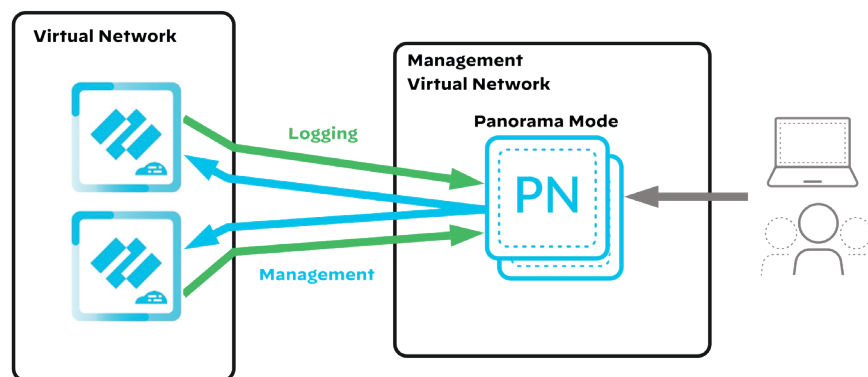 Virtual Network
Management
Virtual Network
Panorama Mode
Logging
PN
Management